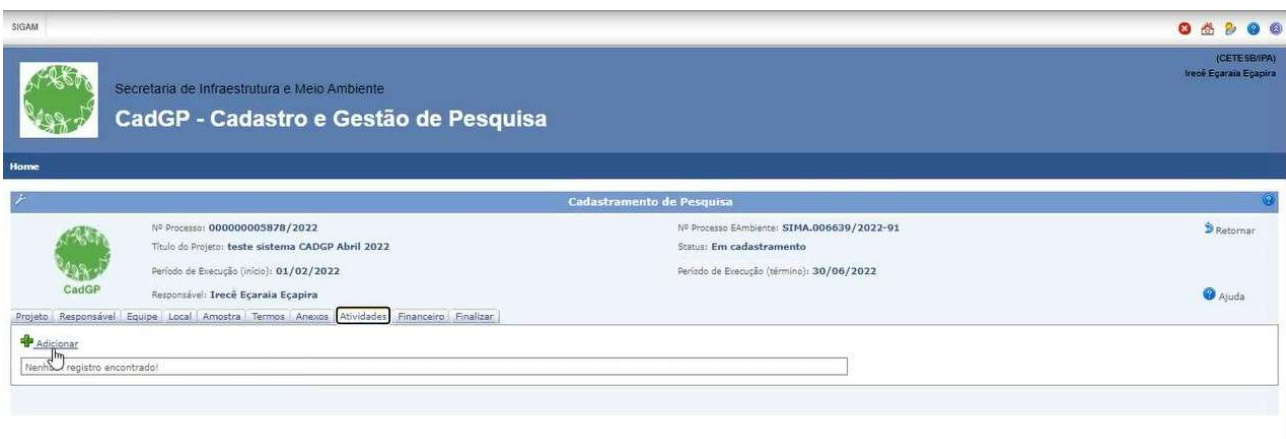 SIGAM
(CETESB/IPA)
Irecê Eçaraia Eçapira
Secretaria de Infraestrutura e Meio Ambiente
CadGP - Cadastro e Gestão de Pesquisa
Home
Cadastramento de Pesquisa
Nº Processo: 000000005878/2022 Nº Processo EAmbiente: SIMA.006639/2022-91 Retornar
Título do Projeto: teste sistema CADGP Abril 2022 Status: Em cadastramento
Período de Execução (início): 01/02/2022 Período de Execução (término): 30/06/2022
CadGP
Responsável: Irecê Eçaraia Eçapira Ajuda
Projeto Responsável Equipe Local Amostra Termos Anexos Atividades Financeiro Finalizar
Adicionar
registro encontrado!